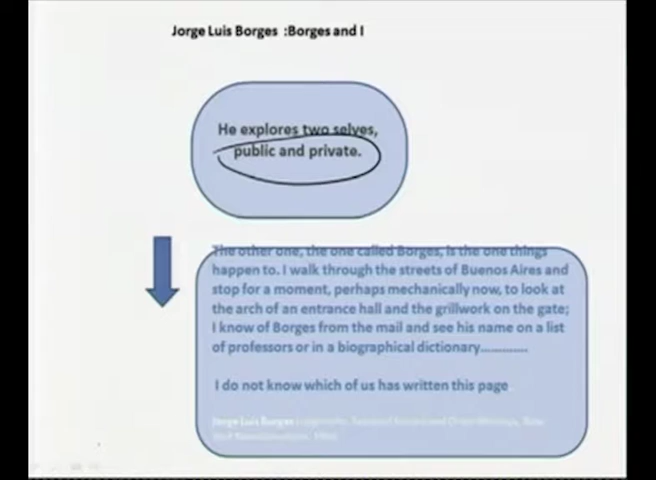 Jorge Luis Borges :Borges and I
He explores two selves,
public and private.
The other one, the one called Borges, is the one things
happen to. I walk through the streets of Buenos Aires and
stop for a moment, perhaps mechanically now, to look at
the arch of an entrance hall and the grillwork on the gate;
I know of Borges from the mail and see his name on a list
of professors or in a biographical dictionary.............
I do not know which of us has written this page
Jorge Luis Borges